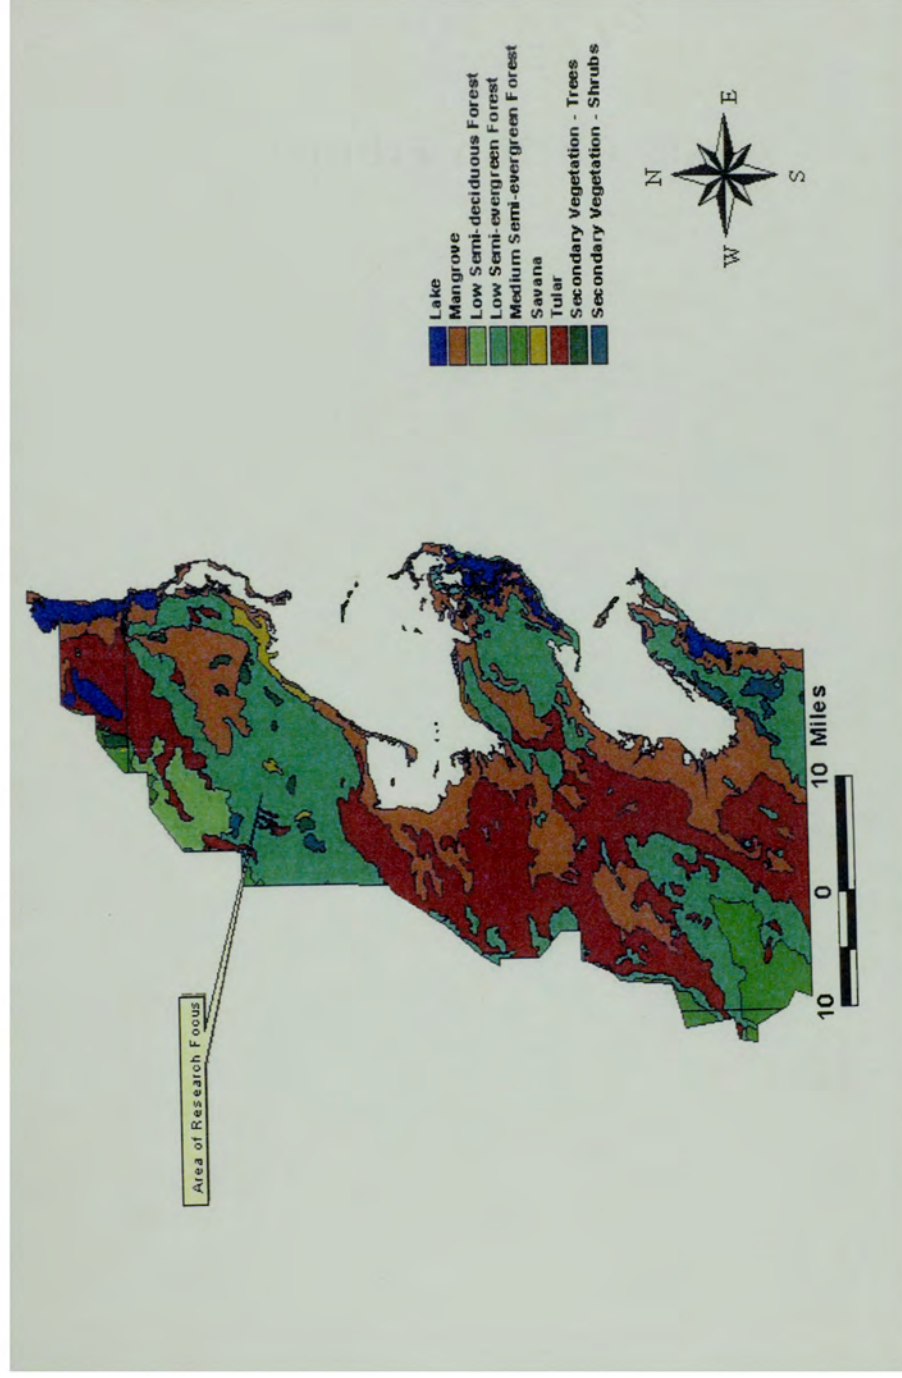 Area of Research Focus
Lake
Mangrove
Low Semi-deciduous Forest
Low Semi-evergreen Forest
Medium Semi-evergreen Forest
Savana
Tular
Secondary Vegetation - Trees
Secondary Vegetation - Shrubs
N
W E
S
10 0 10 Miles